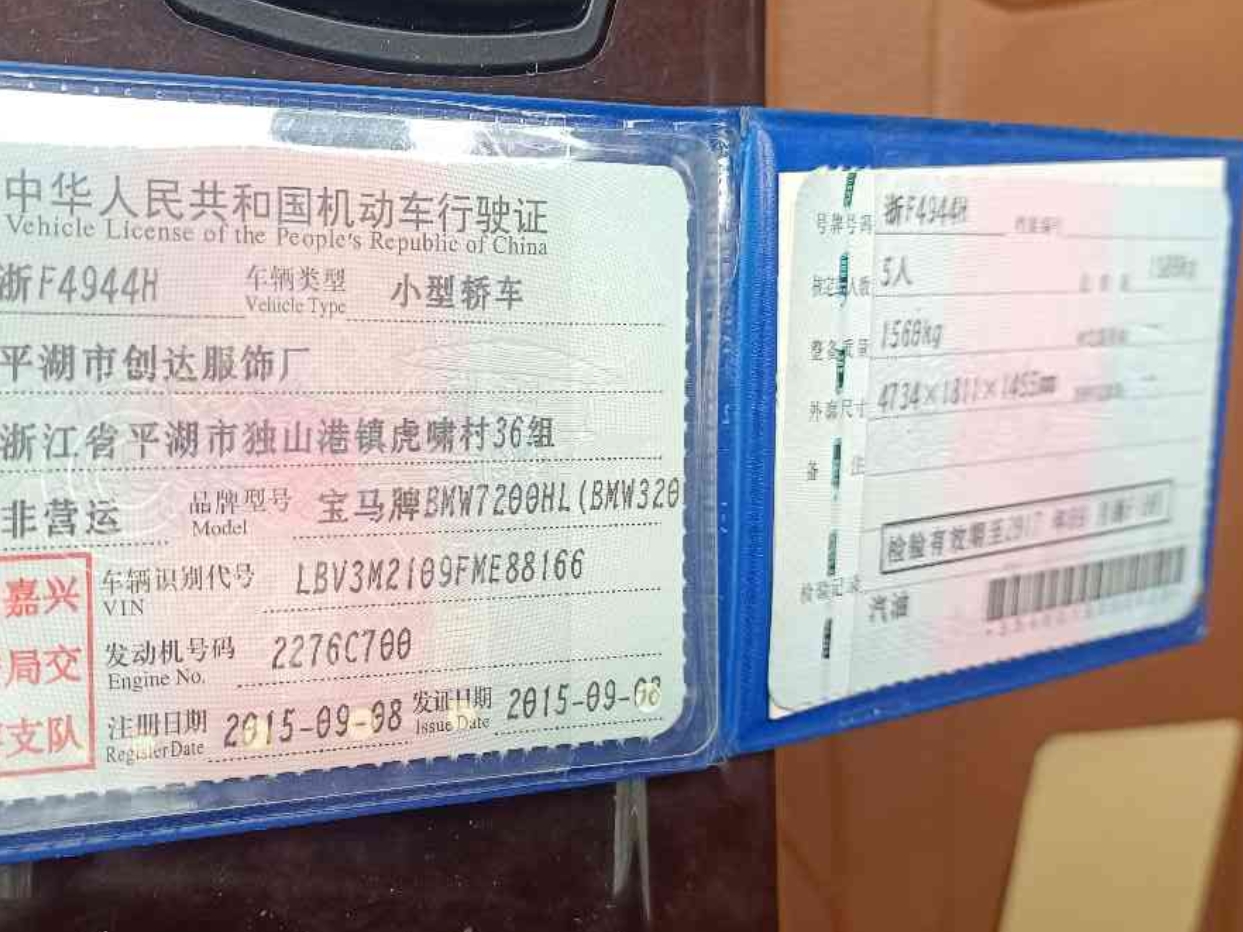 中华人民共和国机动车行驶证
Vehicle License of the People's Republic of China
浙F4944H 车辆类型 小型轿车
Vehicle Type
平湖市创达服饰厂
浙江省平湖市独山港镇虎啸村36组
非营运 品牌型号 宝马牌BMW7200HL(BMW320
Model
嘉兴
局交
支队
车辆识别代号 LBV3M2109FME88166
VIN
发动机号码 2276C700
Engine No.
注册日期 2015-09-08 发证日期 2015-09-08
Register Date Issue Date
号牌号码 浙F4944H
5人
整备质量 1560kg
外廓尺寸 4734×1811×1455mm
备 注
检验有效期至2017
检验记录
汽油